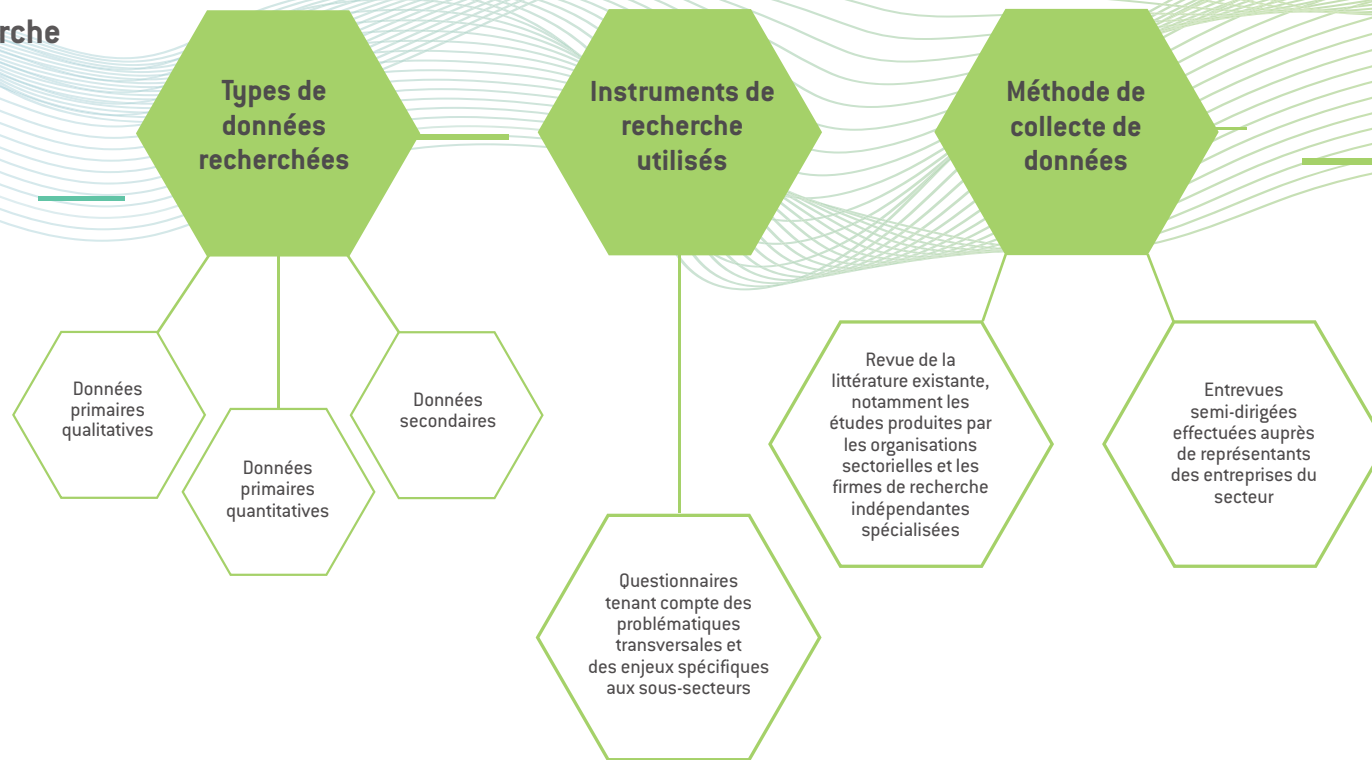 rche
Types de
données
recherchées
Instruments de
recherche
utilisés
Méthode de
collecte de
données
Données
primaires
qualitatives
Données
primaires
quantitatives
Données
secondaires
Questionnaires
tenant compte des
problématiques
transversales et
des enjeux spécifiques
aux sous-secteurs
Revue de la
littérature existante,
notamment les
études produites par
les organisations
sectorielles et les
firmes de recherche
indépendantes
spécialisées
Entrevues
semi-dirigées
effectuées auprès
de représentants
des entreprises du
secteur